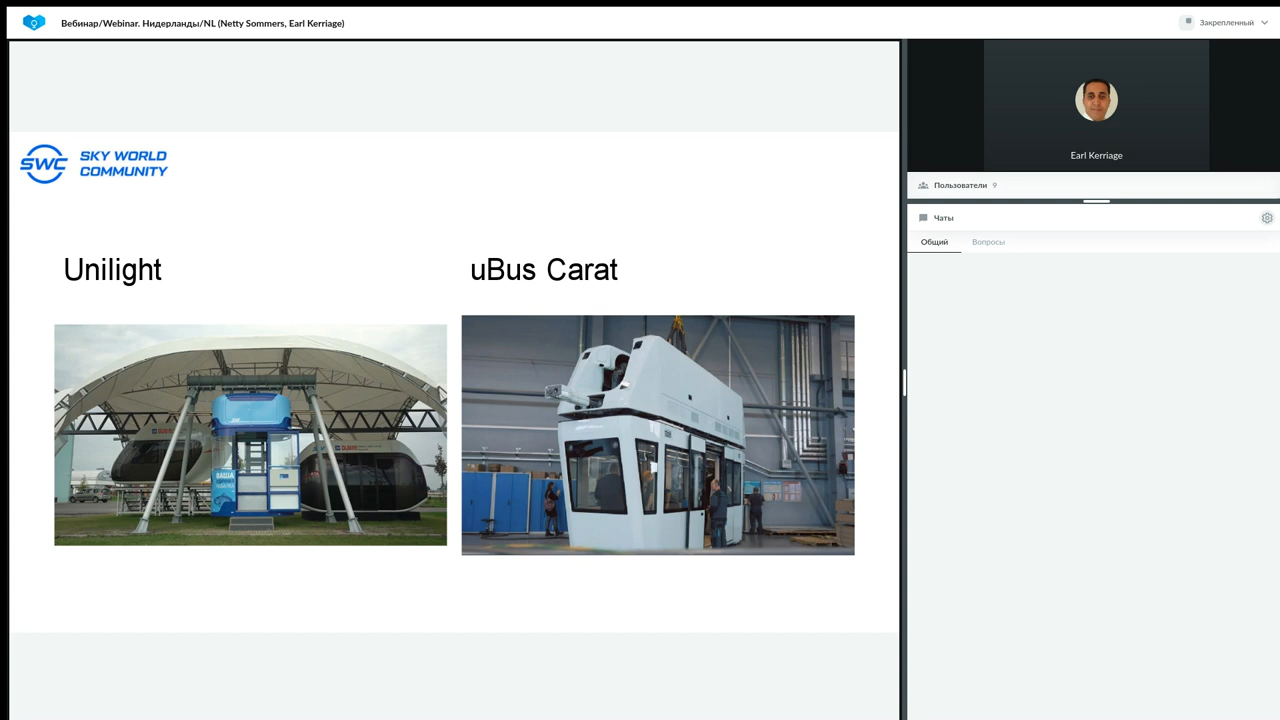 Вебинар/Webinar. Нидерланды/NL (Netty Sommers, Earl Kerriage)
Закрепленный
SWC
SKY WORLD
COMMUNITY
Unilight
uBus Carat
ВАША
Earl Kerriage
Пользователи 9
Чаты
Общий
Вопросы